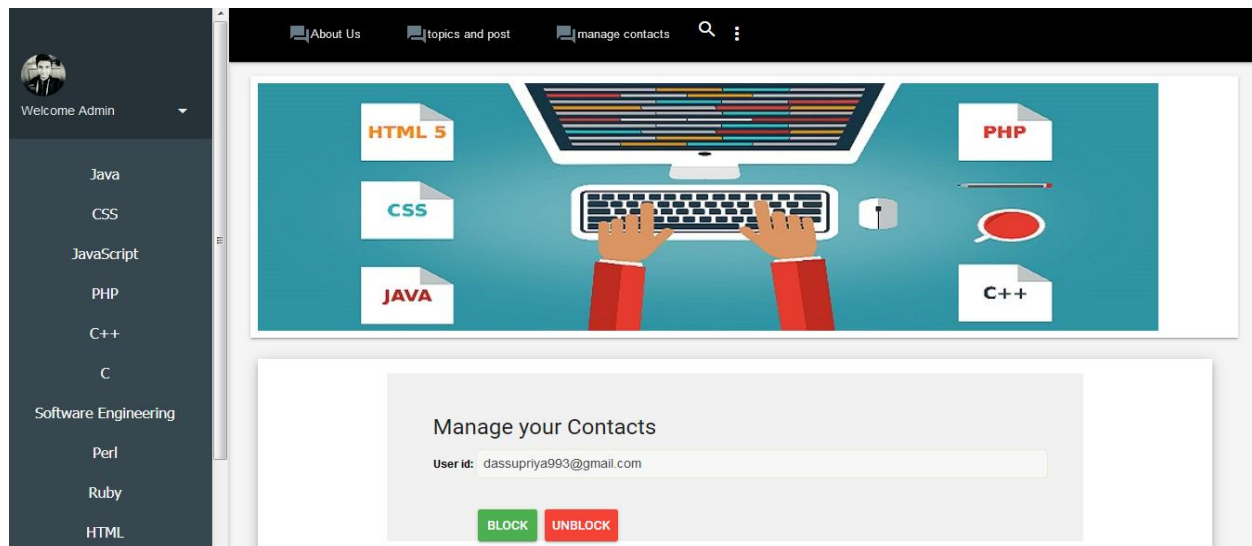 About Us topics and post manage contacts
Welcome Admin
Java
CSS
JavaScript
PHP
C++
C
Software Engineering
Perl
Ruby
HTML
HTML 5
CSS
JAVA
PHP
C++
Manage your Contacts
User id: dassupriya993@gmail.com
BLOCK UNBLOCK